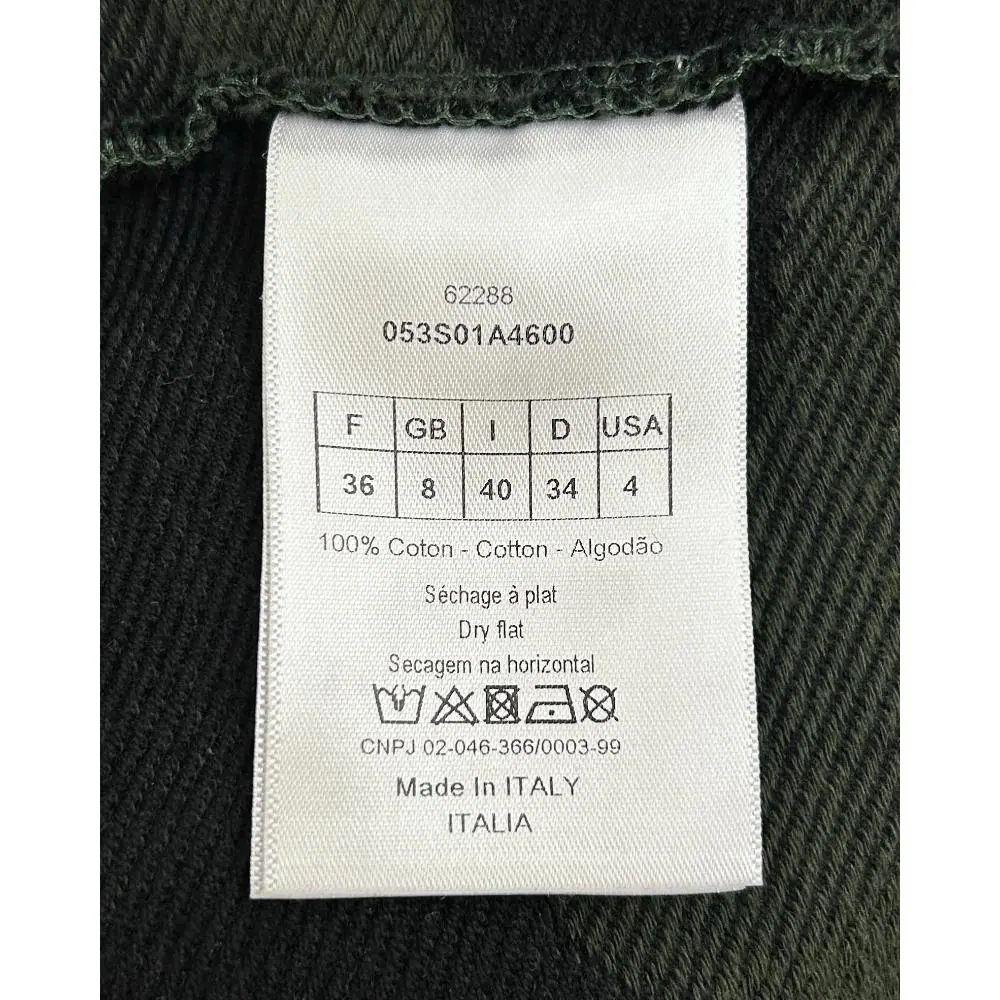 62288
053S01A4600
F GB I D USA
36 8 40 34 4
100% Coton - Cotton - Algodão
Séchage à plat
Dry flat
Secagem na horizontal
CNPJ 02-046-366/0003-99
Made In ITALY
ITALIA